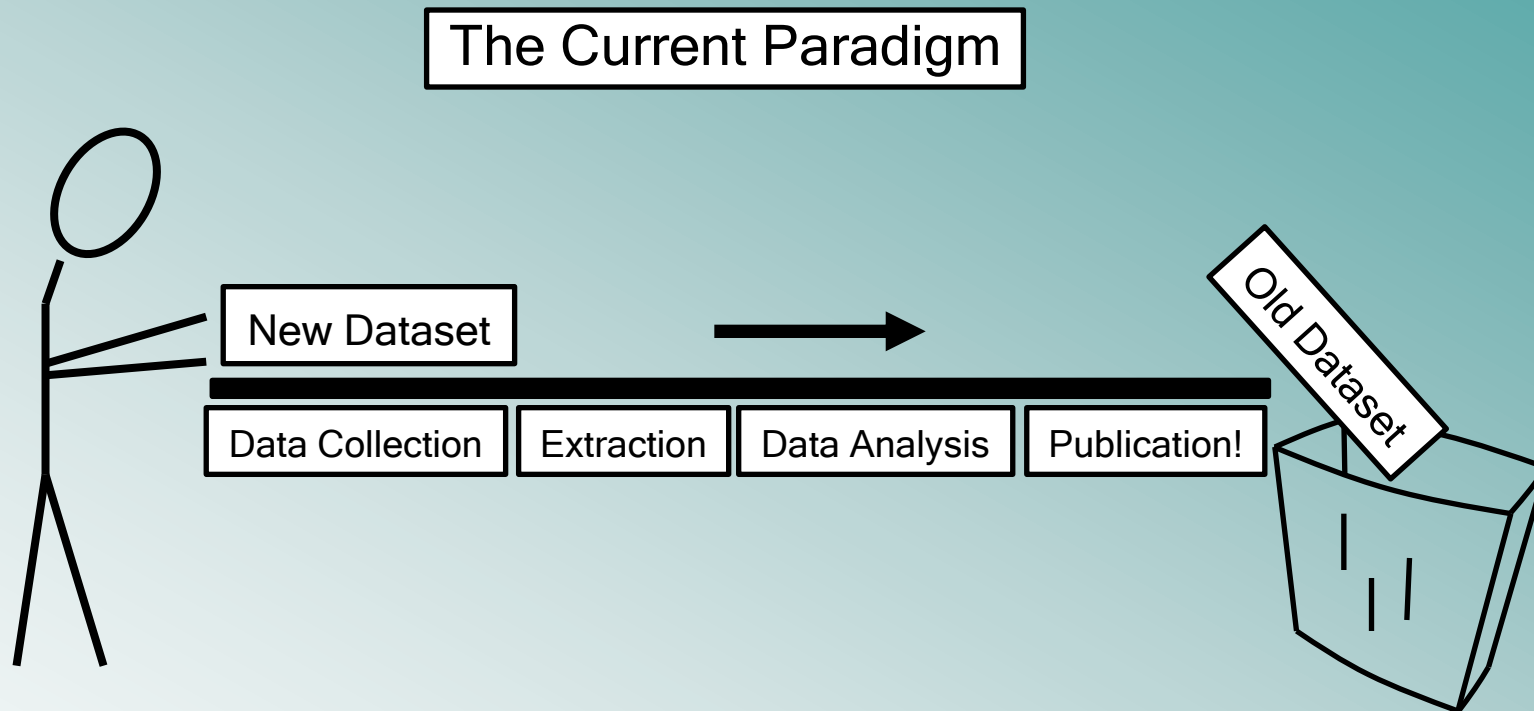 The Current Paradigm
New Dataset
Old Dataset
Data Collection
Extraction
Data Analysis
Publication!